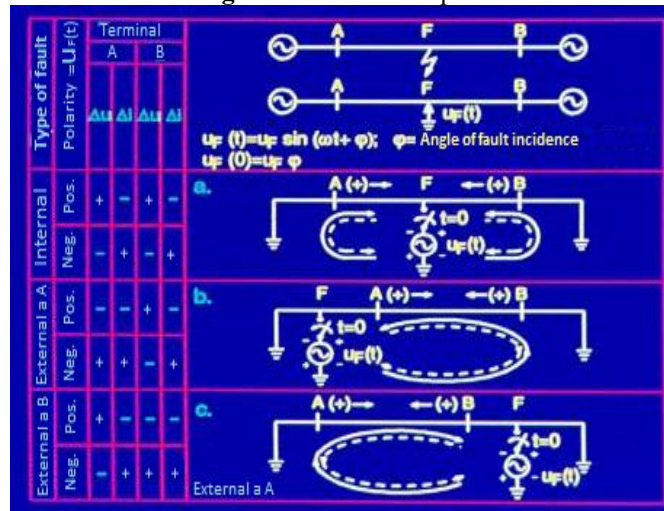 Type of fault
Polarity =UF(t)
Terminal
A
B
Δu Δi Δu Δi
A F B
A F B
uF(t)
uF (t)=uF sin (ωt+ φ); φ= Angle of fault incidence
uF (0)=uF φ
Internal
Pos. + - + -
Neg. - + - +
a.
A (+)→ F ←(+) B
t=0
uF(t)
External a A
Pos. - - + -
Neg. + + - +
b.
F A (+)→ ←(+) B
t=0
uF(t)
External a B
Pos. + - - -
Neg. - + + +
c.
A (+)→ ←(+) B F
t=0
uF(t)
External a A